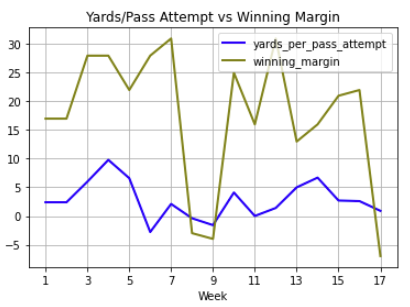 Yards/Pass Attempt vs Winning Margin
yards_per_pass_attempt
winning_margin
30
25
20
15
10
5
0
−5
1 3 5 7 9 11 13 15 17
Week